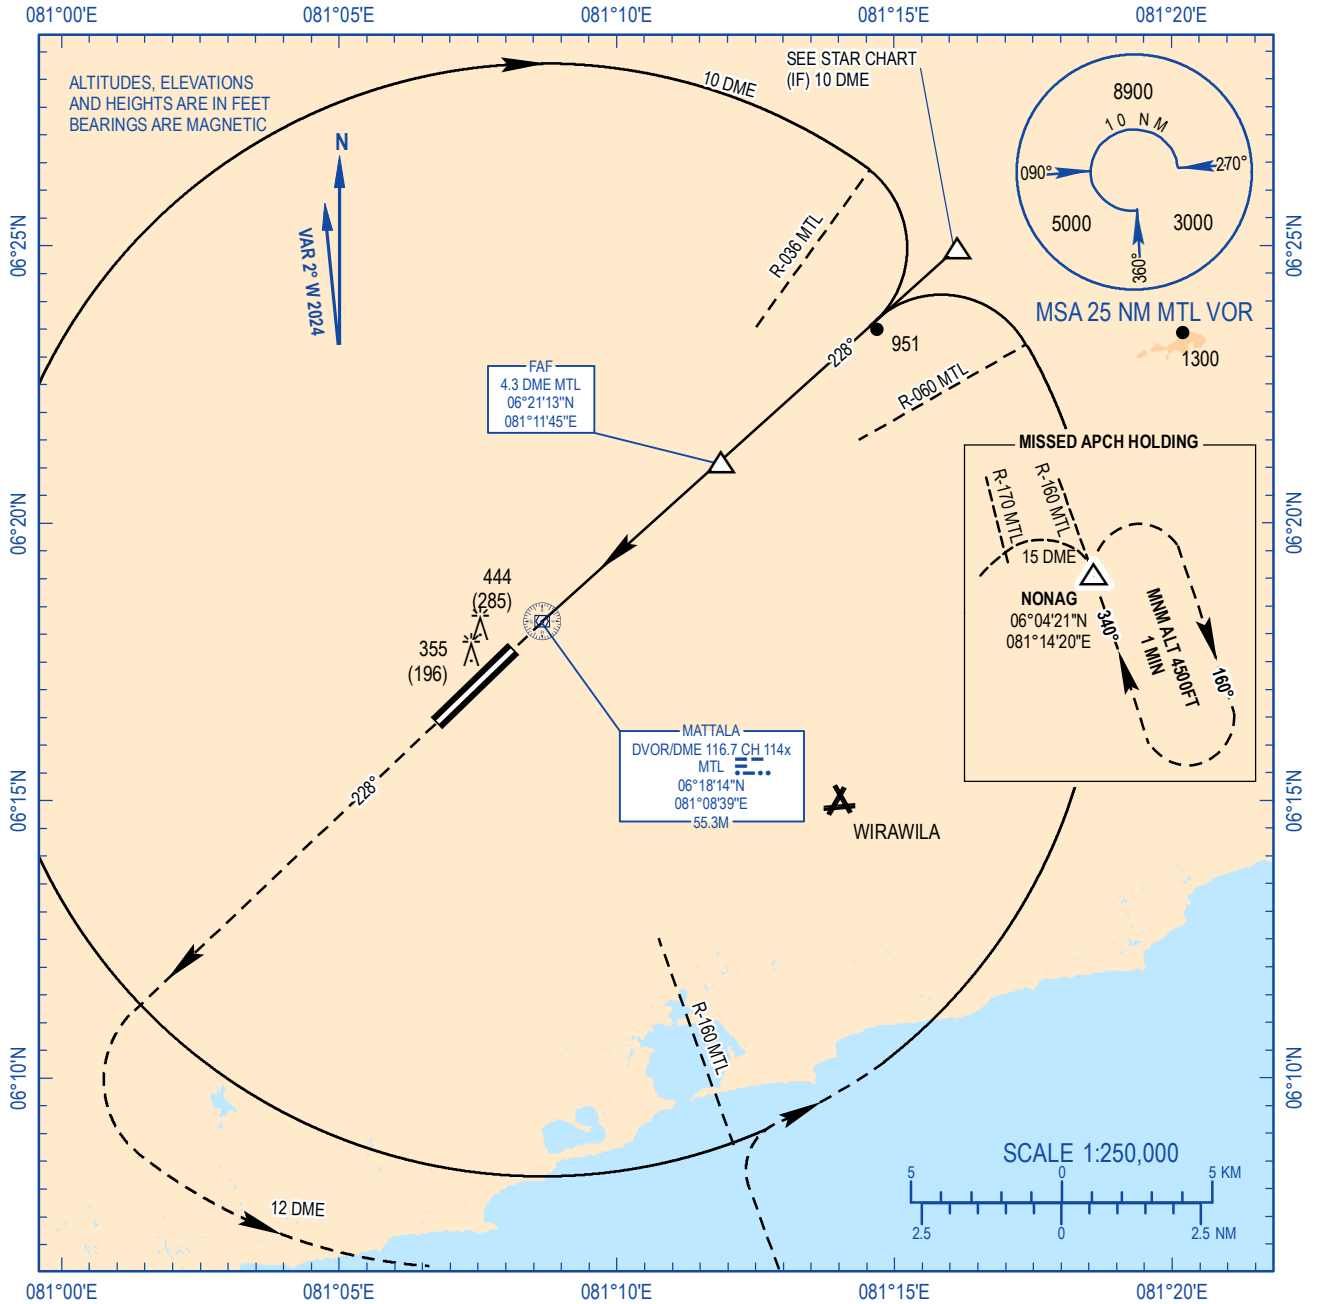 081°00'E
081°05'E
081°10'E
081°15'E
081°20'E
ALTITUDES, ELEVATIONS
AND HEIGHTS ARE IN FEET
BEARINGS ARE MAGNETIC
N
VAR 2° W 2024
10 DME
SEE STAR CHART
(IF) 10 DME
8900
10 NM
090°
270°
5000
3000
360°
MSA 25 NM MTL VOR
1300
06°25'N
06°25'N
R-036 MTL
951
228°
R-060 MTL
FAF
4.3 DME MTL
06°21'13"N
081°11'45"E
MISSED APCH HOLDING
R-170 MTL
R-160 MTL
15 DME
NONAG
06°04'21"N
081°14'20"E
340°
MNM ALT 4500FT
1 MIN
160°
06°20'N
06°20'N
444
(285)
355
(196)
MATTALA
DVOR/DME 116.7 CH 114x
MTL
06°18'14"N
081°08'39"E
55.3M
228°
WIRAWILA
06°15'N
06°15'N
R-160 MTL
06°10'N
06°10'N
12 DME
SCALE 1:250,000
5 0 5 KM
2.5 0 2.5 NM
081°00'E
081°05'E
081°10'E
081°15'E
081°20'E